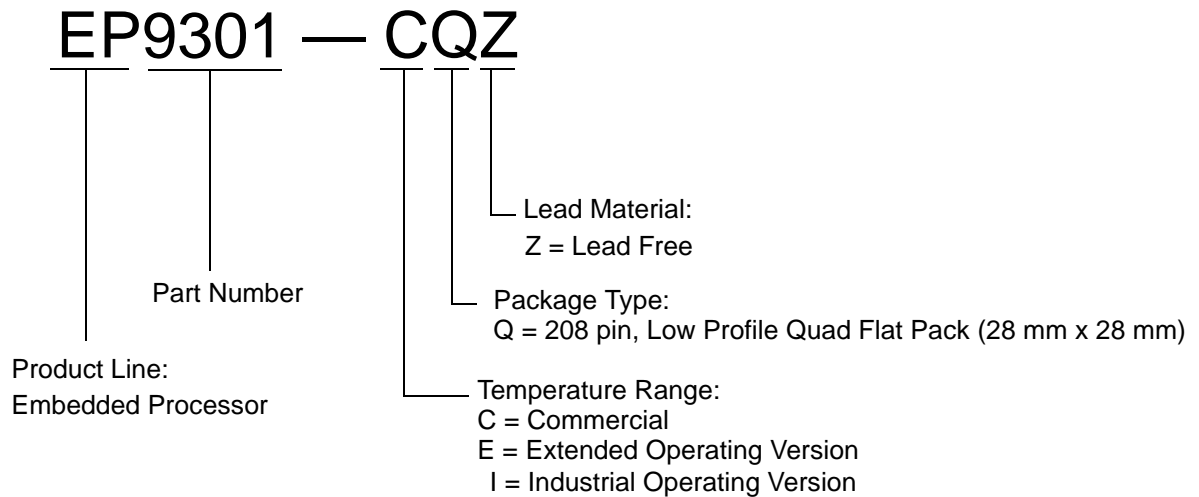 EP9301 — CQZ
Lead Material:
Z = Lead Free
Part Number
Package Type:
Q = 208 pin, Low Profile Quad Flat Pack (28 mm x 28 mm)
Product Line:
Embedded Processor
Temperature Range:
C = Commercial
E = Extended Operating Version
I = Industrial Operating Version